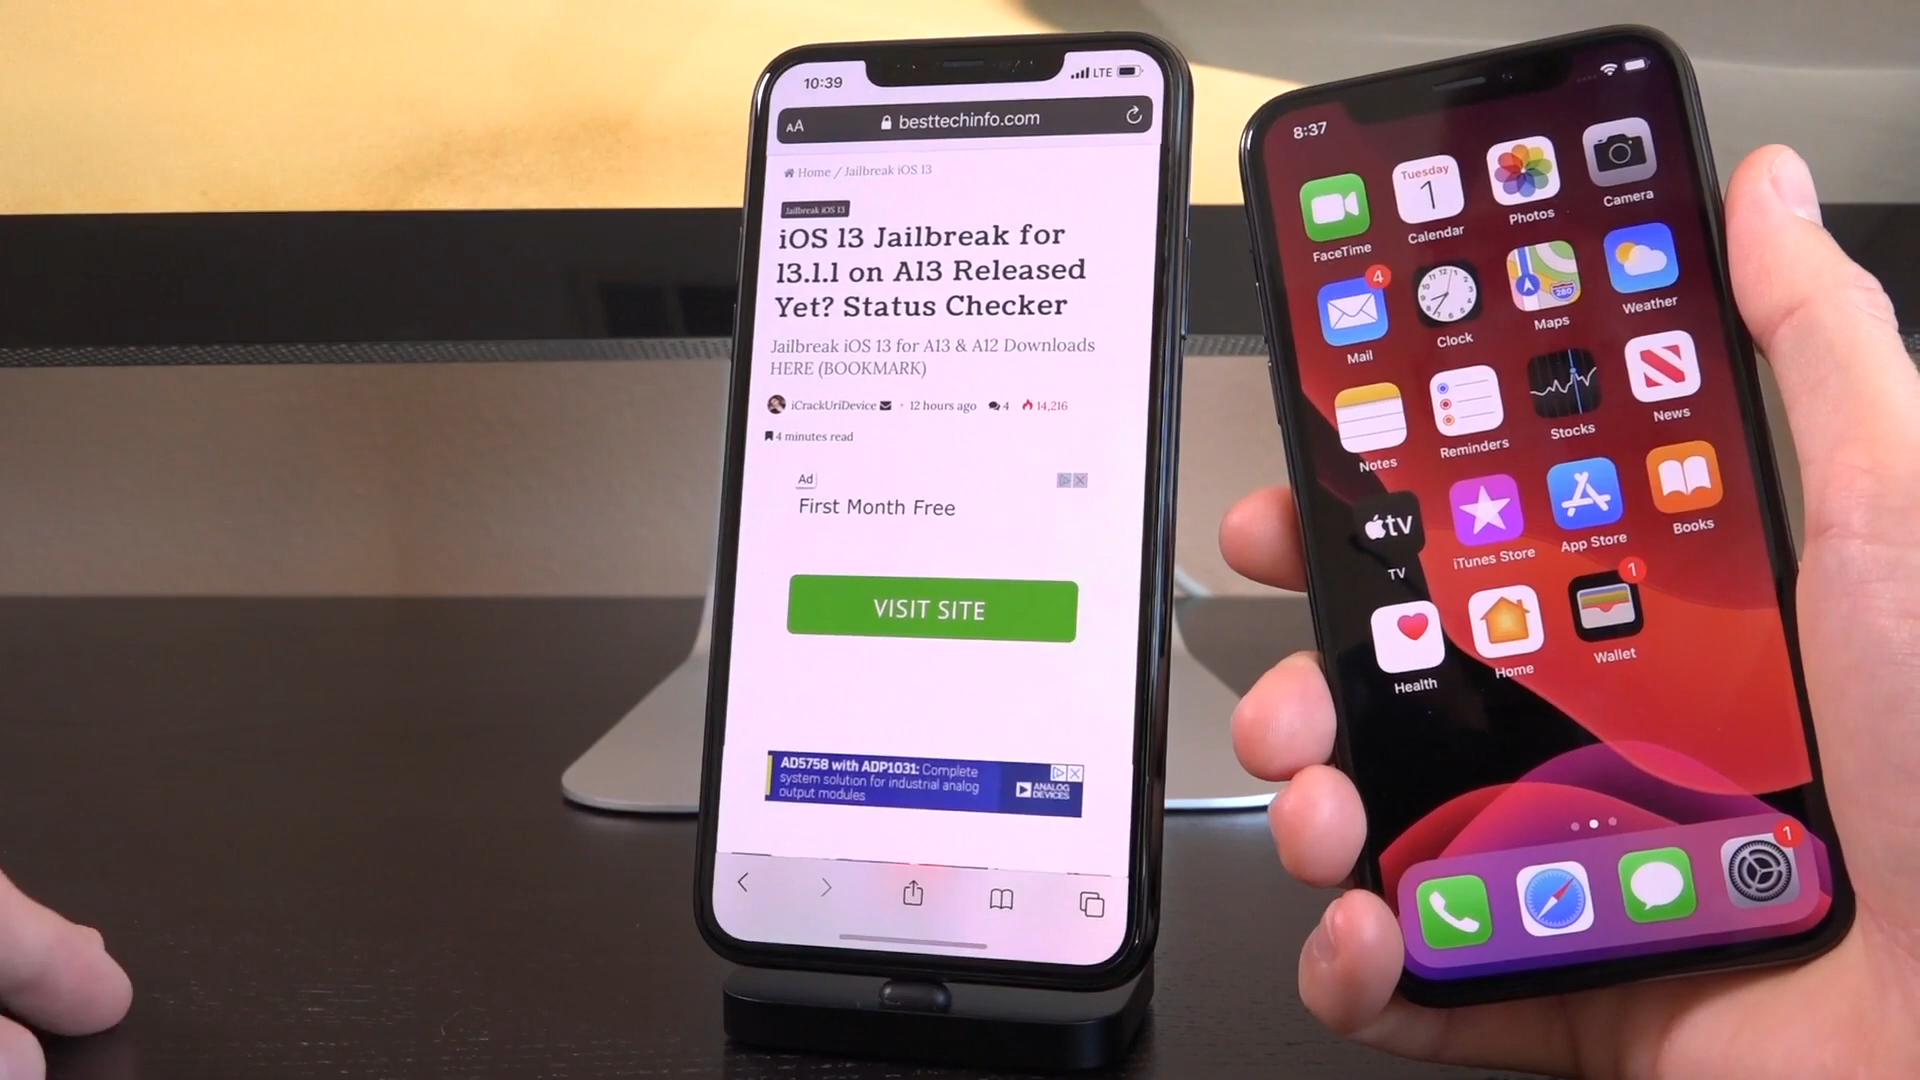 10:39
LTE
AA
besttechinfo.com
Home / Jailbreak iOS 13
Jailbreak iOS 13
iOS 13 Jailbreak for
13.1.1 on A13 Released
Yet? Status Checker
Jailbreak iOS 13 for A13 & A12 Downloads
HERE (BOOKMARK)
iCrackUriDevice · 12 hours ago 4 14,216
4 minutes read
Ad
First Month Free
VISIT SITE
AD5758 with ADP1031: Complete
system solution for industrial analog
output modules
ANALOG
DEVICES
8:37
FaceTime
Tuesday
1
Calendar
Photos
Camera
4
Mail
Clock
280
Maps
Weather
Notes
Reminders
Stocks
News
tv
TV
iTunes Store
App Store
Books
Health
Home
1
Wallet
1